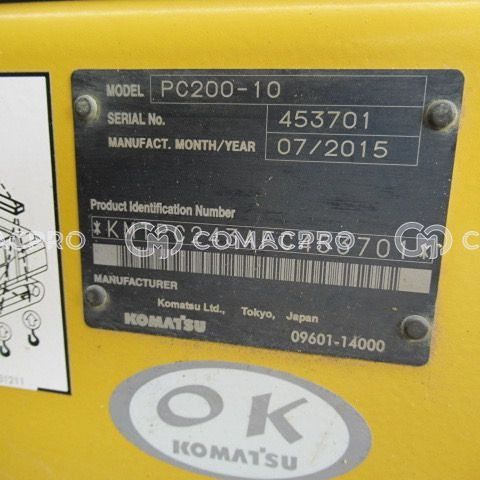 MODEL PC200-10
SERIAL No. 453701
MANUFACT. MONTH/YEAR 07/2015
Product Identification Number
COMACPRO COMACPRO
MANUFACTURER
Komatsu Ltd., Tokyo, Japan
KOMATSU 09601-14000
OK
KOMATSU